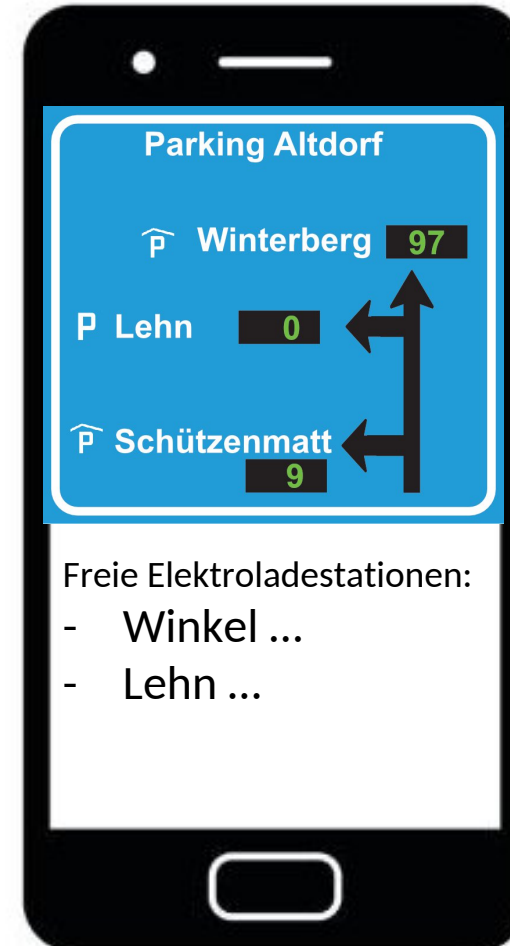 Parking Altdorf
P Winterberg 97
P Lehn 0
P Schützenmatt
9
Freie Elektroladestationen:
- Winkel ...
- Lehn ...